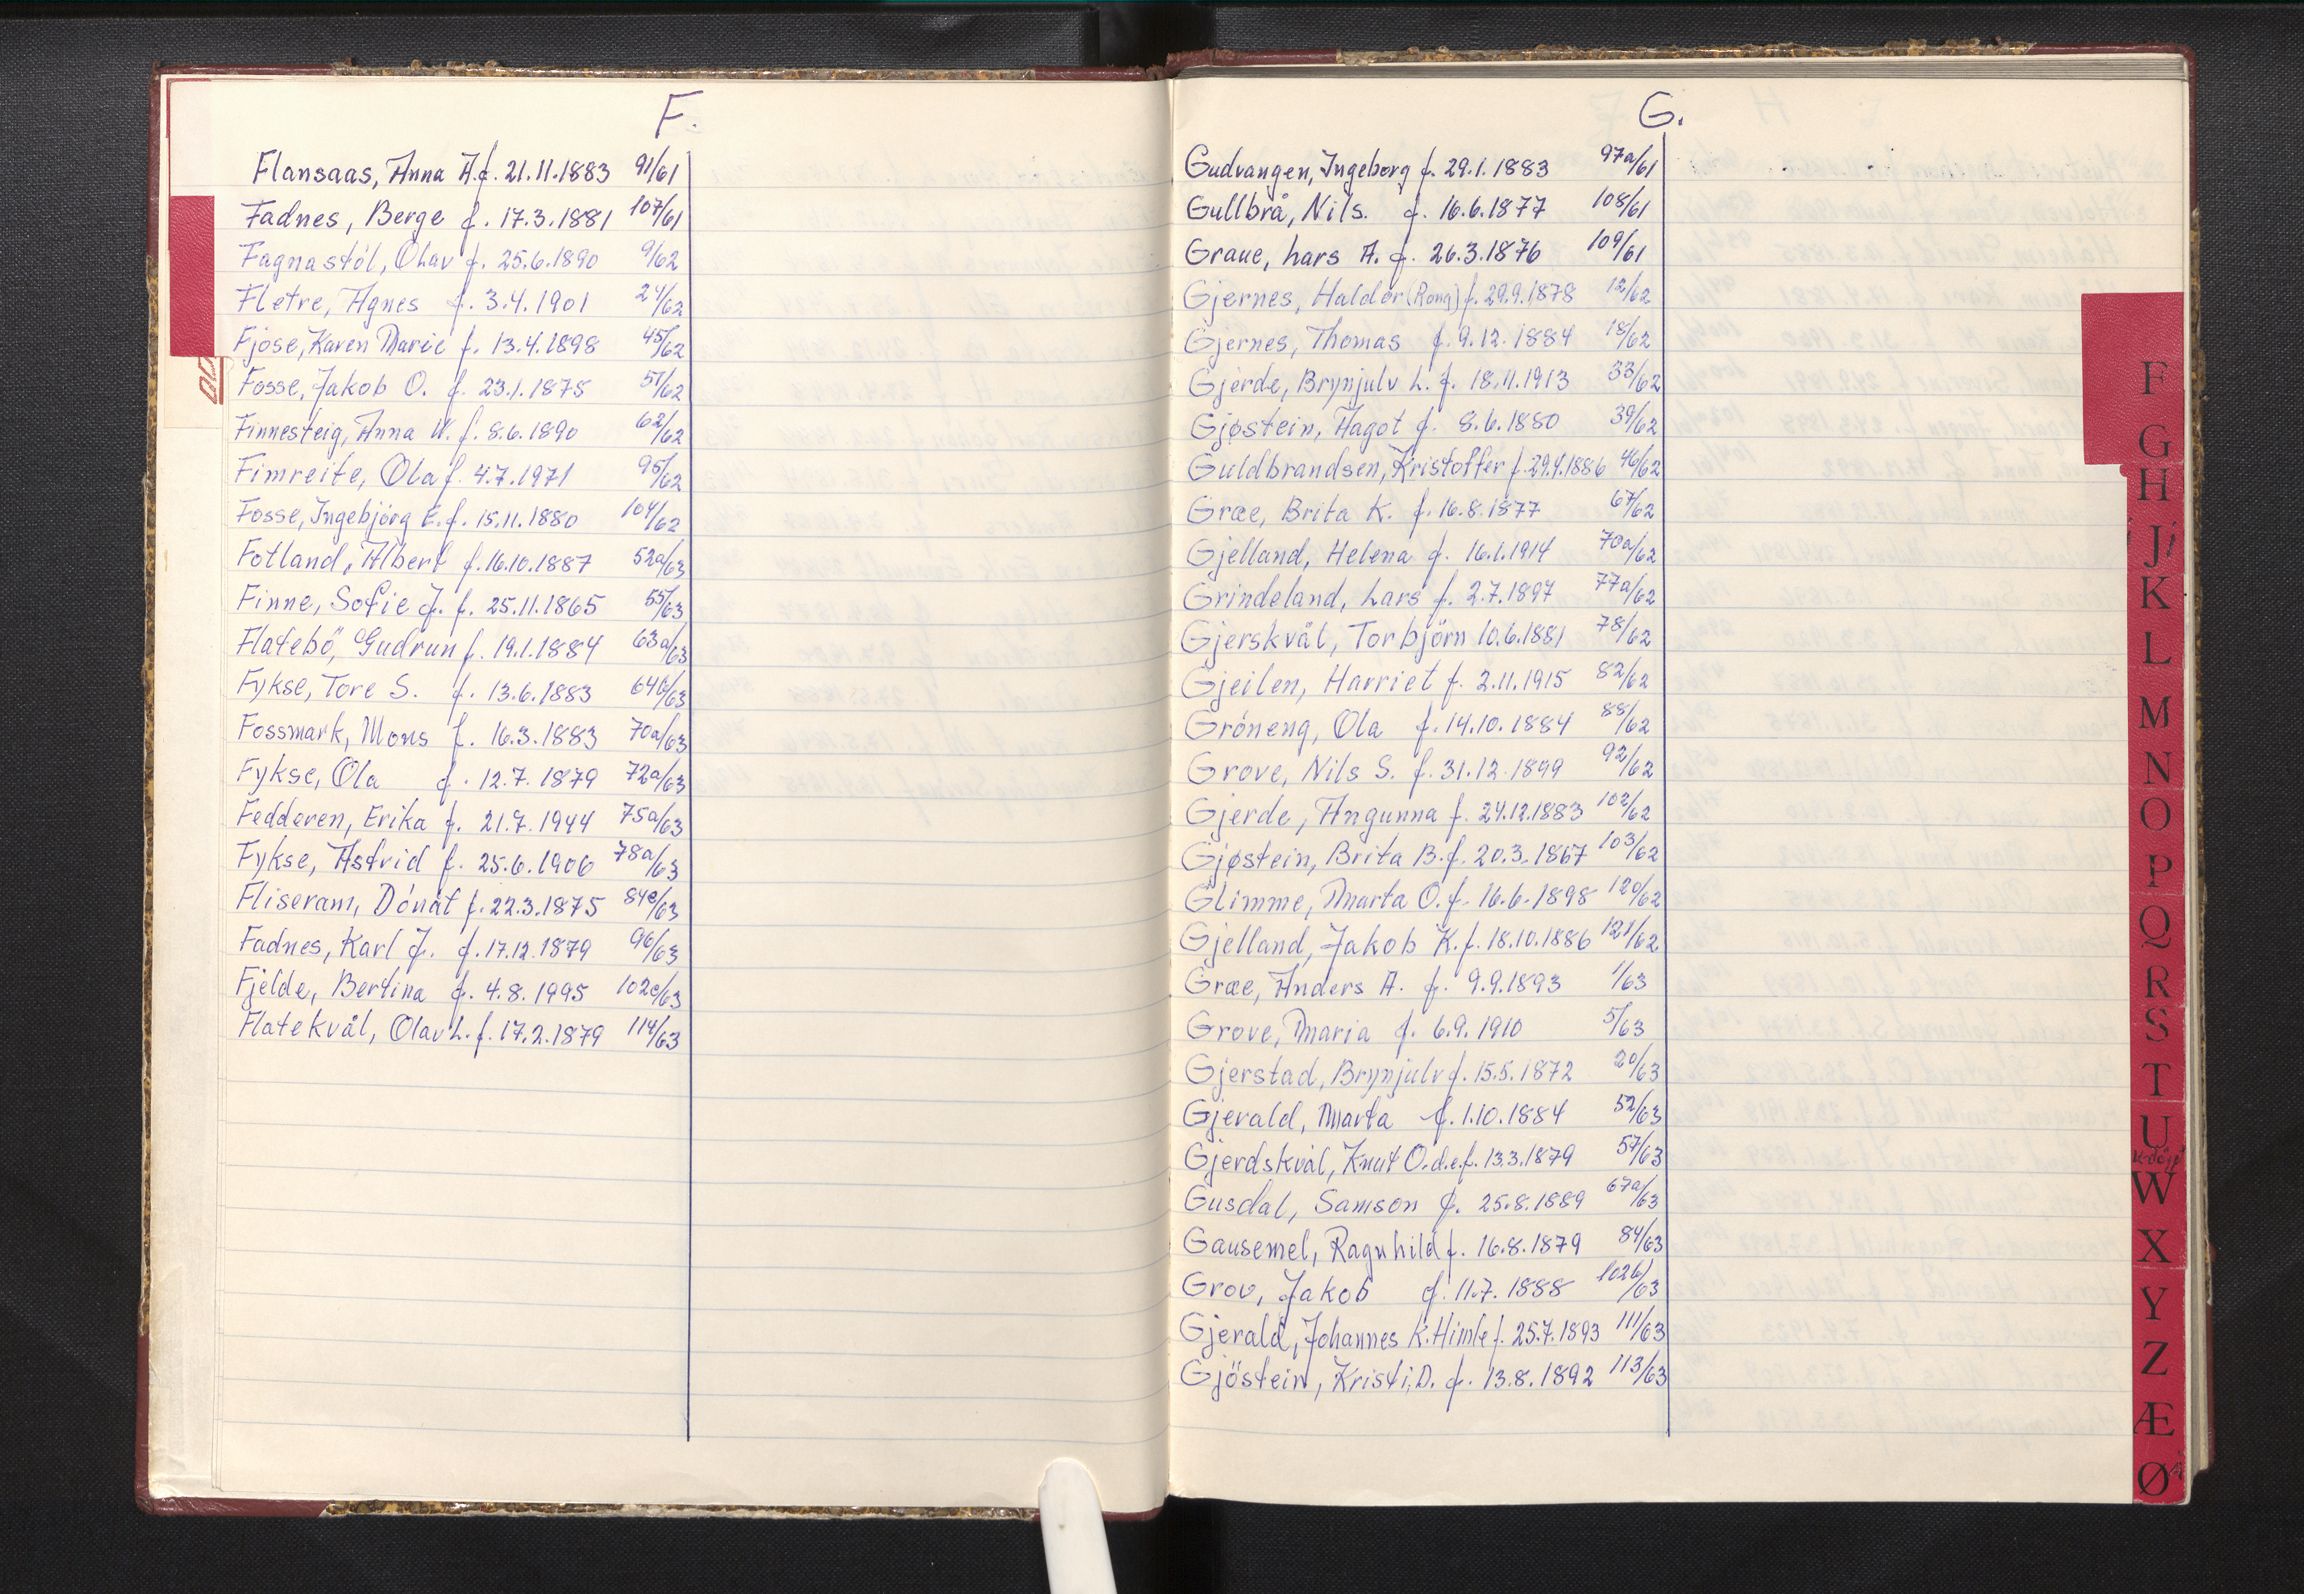 F.
Flansaas, Anna A. f. 21.11.1883 91/61
Fadnes, Berge f. 17.3.1881 107/61
Fagnastöl, Olav f. 25.6.1890 9/62
Fletre, Agnes f. 3.4.1901 24/62
Fjose, Karen Marie f. 13.4.1898 45/62
Fosse, Jakob O. f. 23.1.1875 51/62
Finnesteig, Anna N. f. 8.6.1890 62/62
Fimreite, Ola f. 4.7.1971 95/62
Fosse, Ingebjörg E. f. 15.11.1880 104/62
Fotland, Albert f. 16.10.1887 52a/63
Finne, Sofie J. f. 25.11.1865 55/63
Flatebö, Gudrun f. 19.1.1884 63a/63
Fykse, Tore S. f. 13.6.1883 64b/63
Fossmark, Mons f. 16.3.1883 70a/63
Fykse, Ola f. 12.7.1879 72a/63
Fedderen, Erika f. 21.7.1944 75a/63
Fykse, Astrid f. 25.6.1906 78a/63
Fliseram, Dónát f. 22.3.1875 84c/63
Fadnes, Karl J. f. 17.12.1879 96/63
Fjelde, Bertina f. 4.8.1995 102c/63
Flatekvål, Olav L. f. 17.2.1879 114/63
G.
Gudvangen, Ingeborg f. 29.1.1883 97a/61
Gullbrå, Nils. f. 16.6.1877 108/61
Graue, Lars A. f. 26.3.1876 109/61
Gjernes, Haldor (Rong) f. 29.9.1878 12/62
Gjernes, Thomas f. 9.12.1884 18/62
Gjerde, Brynjulv L. f. 18.11.1913 33/62
Gjøstein, Hagot f. 8.6.1880 39/62
Guldbrandsen, Kristoffer f. 29.4.1886 46/62
Græe, Brita K. f. 16.8.1877 67/62
Gjelland, Helena f. 16.1.1914 70a/62
Grindeland, Lars f. 2.7.1897 77a/62
Gjerskvål, Torbjörn 10.6.1881 78/62
Gjeilen, Harriet f. 2.11.1915 82/62
Gröneng, Ola f. 14.10.1884 88/62
Grove, Nils S. f. 31.12.1899 92/62
Gjerde, Angunna f. 24.12.1883 102/62
Gjøstein, Brita B. f. 20.3.1867 103/62
Glimme, Marta O. f. 16.6.1898 120/62
Gjelland, Jakob K. f. 18.10.1886 121/62
Græe, Anders A. f. 9.9.1893 1/63
Grove, Maria f. 6.9.1910 5/63
Gjerstad, Brynjulv f. 15.5.1872 20/63
Gjerald, Marta f. 1.10.1884 52/63
Gjerdskvål, Knut O.d.e. f. 13.3.1879 57/63
Gusdal, Samson f. 25.8.1889 67a/63
Gausemel, Ragnhild f. 16.8.1879 84/63
Grov, Jakob f. 11.7.1888 102b/63
Gjerald, Johannes K. Himle f. 25.7.1893 111/63
Gjöstein, Kristi, D. f. 13.8.1892 113/63
F
G
H
J
K
L
M
N
O
P
Q
R
S
T
U
W
X
Y
Z
Æ
Ø